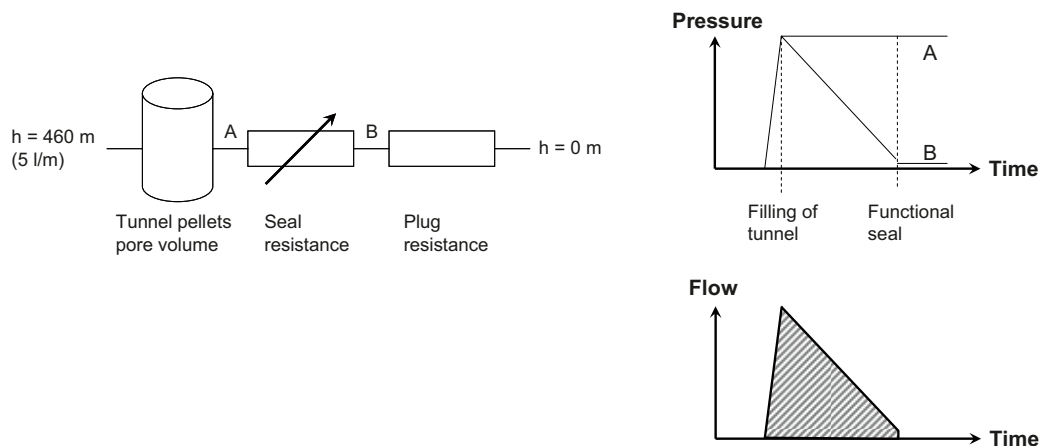 h = 460 m
(5 l/m)
A
B
h = 0 m
Tunnel pellets
pore volume
Seal
resistance
Plug
resistance
Pressure
A
B
Time
Filling of
tunnel
Functional
seal
Flow
Time